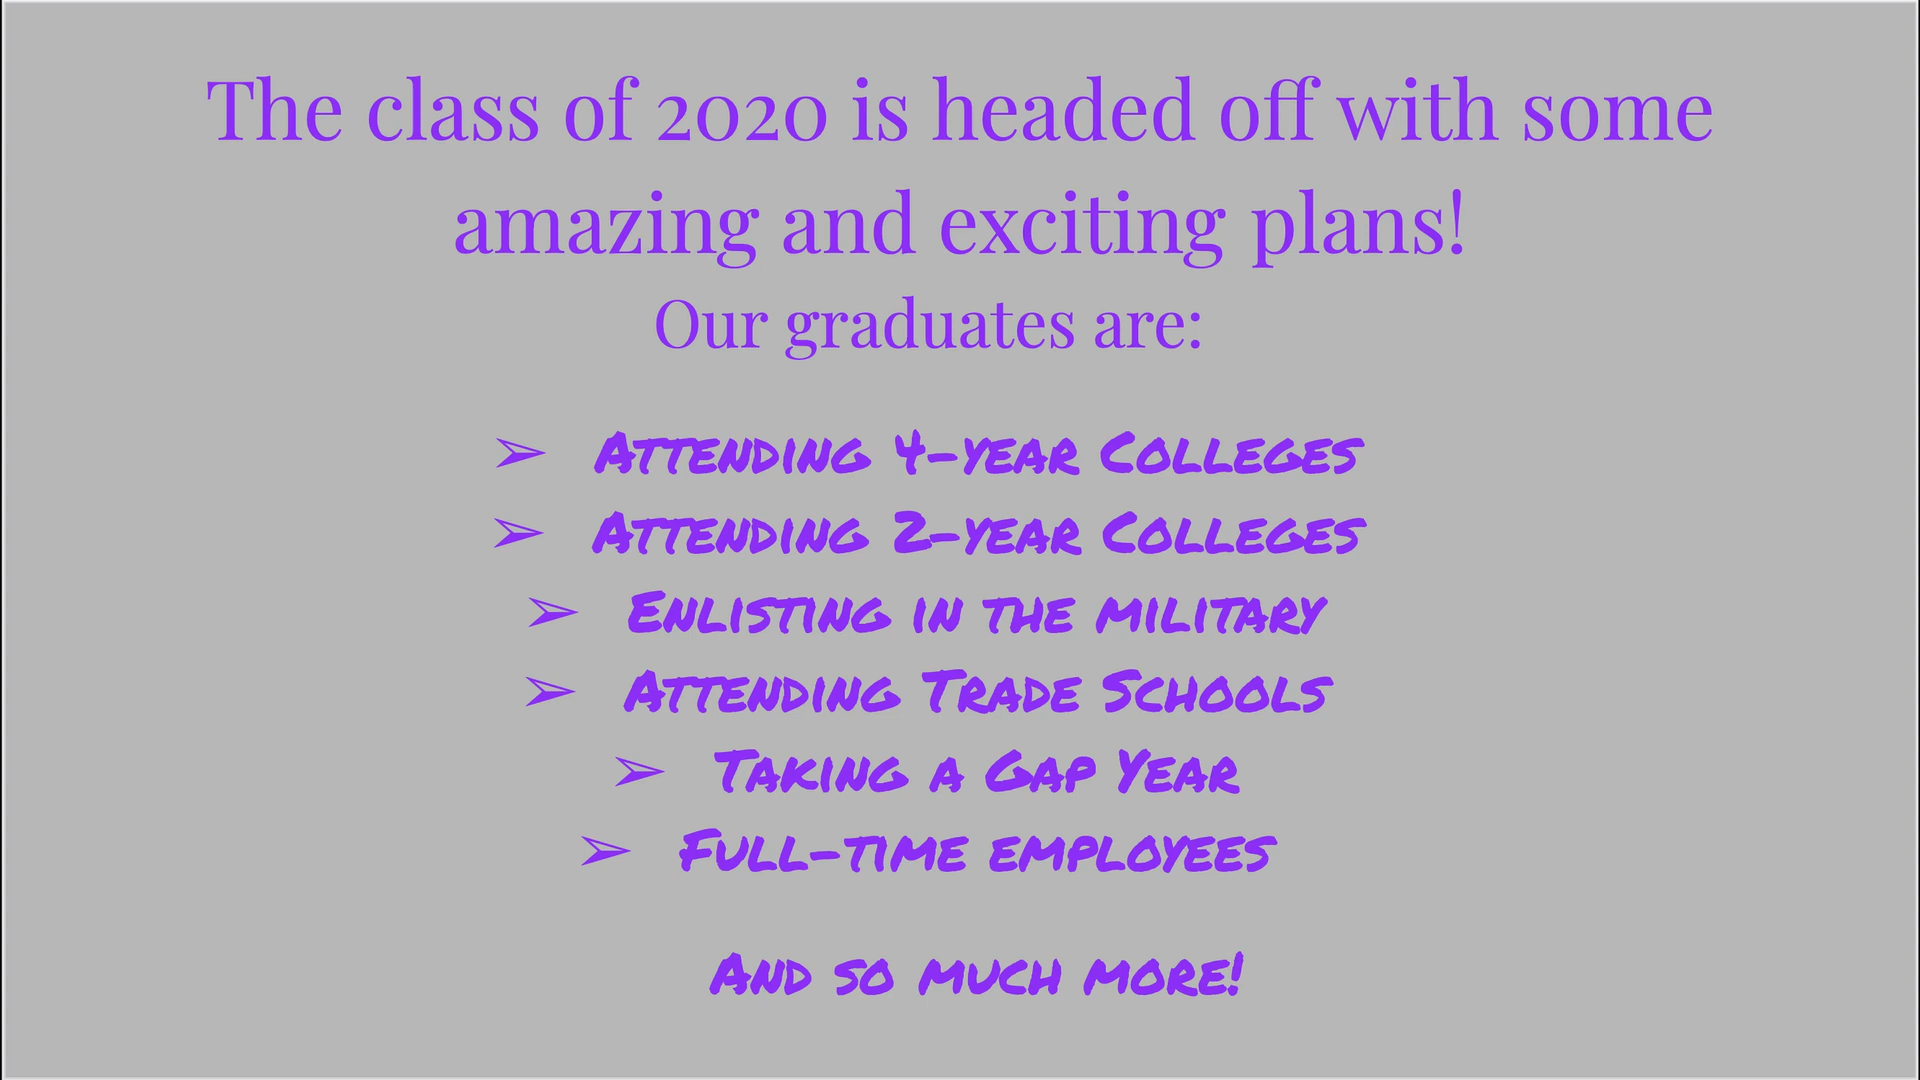 The class of 2020 is headed off with some
amazing and exciting plans!
Our graduates are:
➢ Attending 4-year Colleges
➢ Attending 2-year Colleges
➢ Enlisting in the military
➢ Attending Trade Schools
➢ Taking a Gap Year
➢ Full-time employees
And so much more!